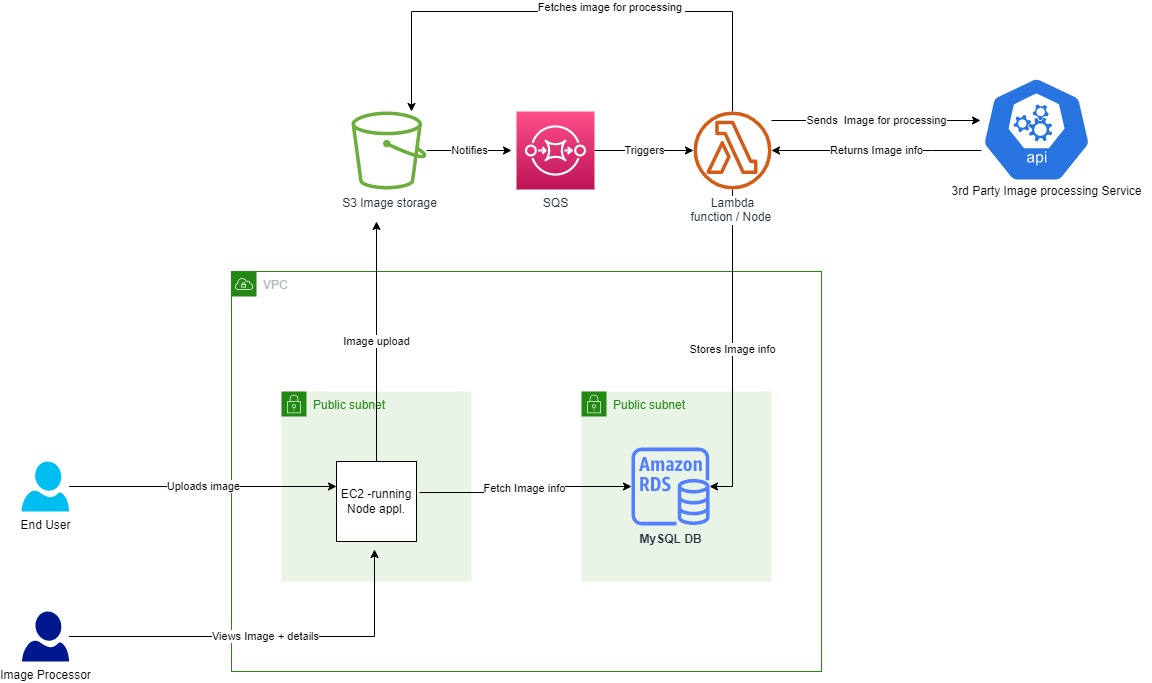 Fetches image for processing
Sends  Image for processing
Notifies
Triggers
Returns Image info
api
3rd Party Image processing Service
S3 Image storage
SQS
Lambda
function / Node
VPC
Image upload
Stores Image info
Public subnet
Public subnet
Amazon
RDS
Uploads image
EC2 -running
Node appl.
Fetch Image info
End User
MySQL DB
Views Image + details
Image Processor